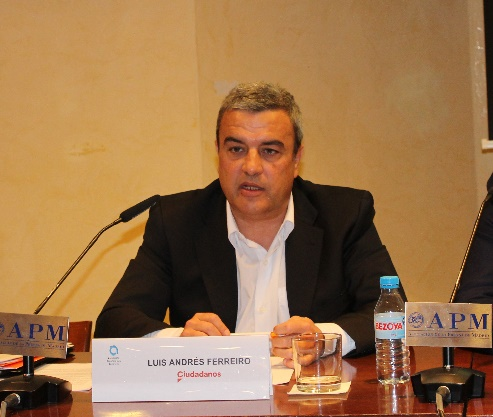 BEZOYA
APM
APM
LUIS ANDRÉS FERREIRO
Ciudadanos